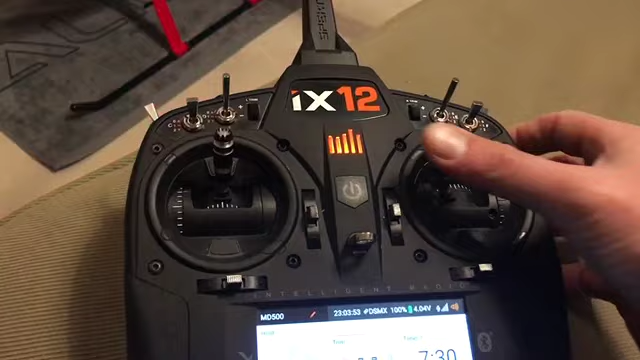 SPEKTRUM
iX12
INTELLIGENT RADIO
MD500 23:03:53 #DSMX 100% 4.04V
7:30